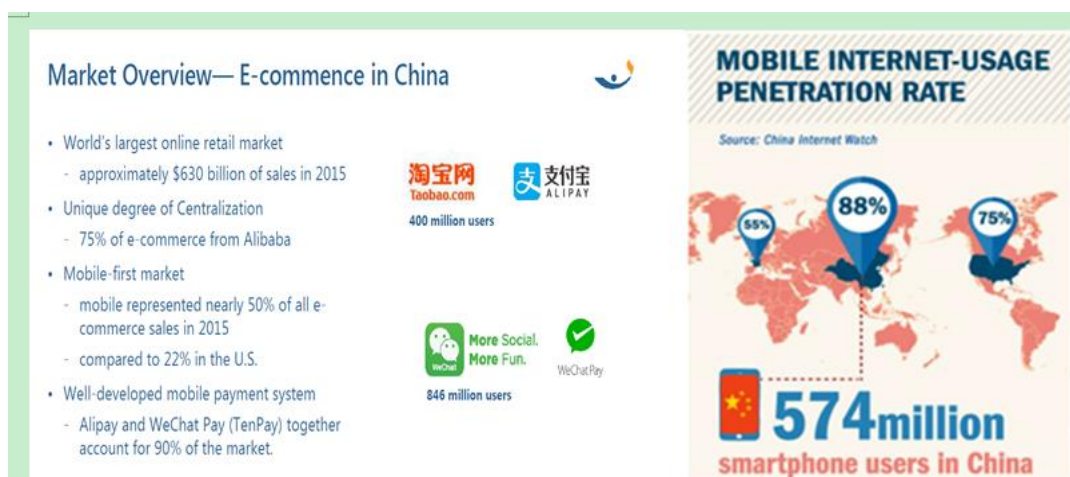 Market Overview— E-commence in China
• World's largest online retail market
- approximately $630 billion of sales in 2015
• Unique degree of Centralization
- 75% of e-commerce from Alibaba
• Mobile-first market
- mobile represented nearly 50% of all e-
commerce sales in 2015
- compared to 22% in the U.S.
• Well-developed mobile payment system
- Alipay and WeChat Pay (TenPay) together
account for 90% of the market.
淘宝网
Taobao.com
400 million users
支 支付宝
ALIPAY
WeChat
More Social.
More Fun.
846 million users
WeChat Pay
MOBILE INTERNET-USAGE
PENETRATION RATE
Source: China Internet Watch
55%
88%
75%
574million
smartphone users in China